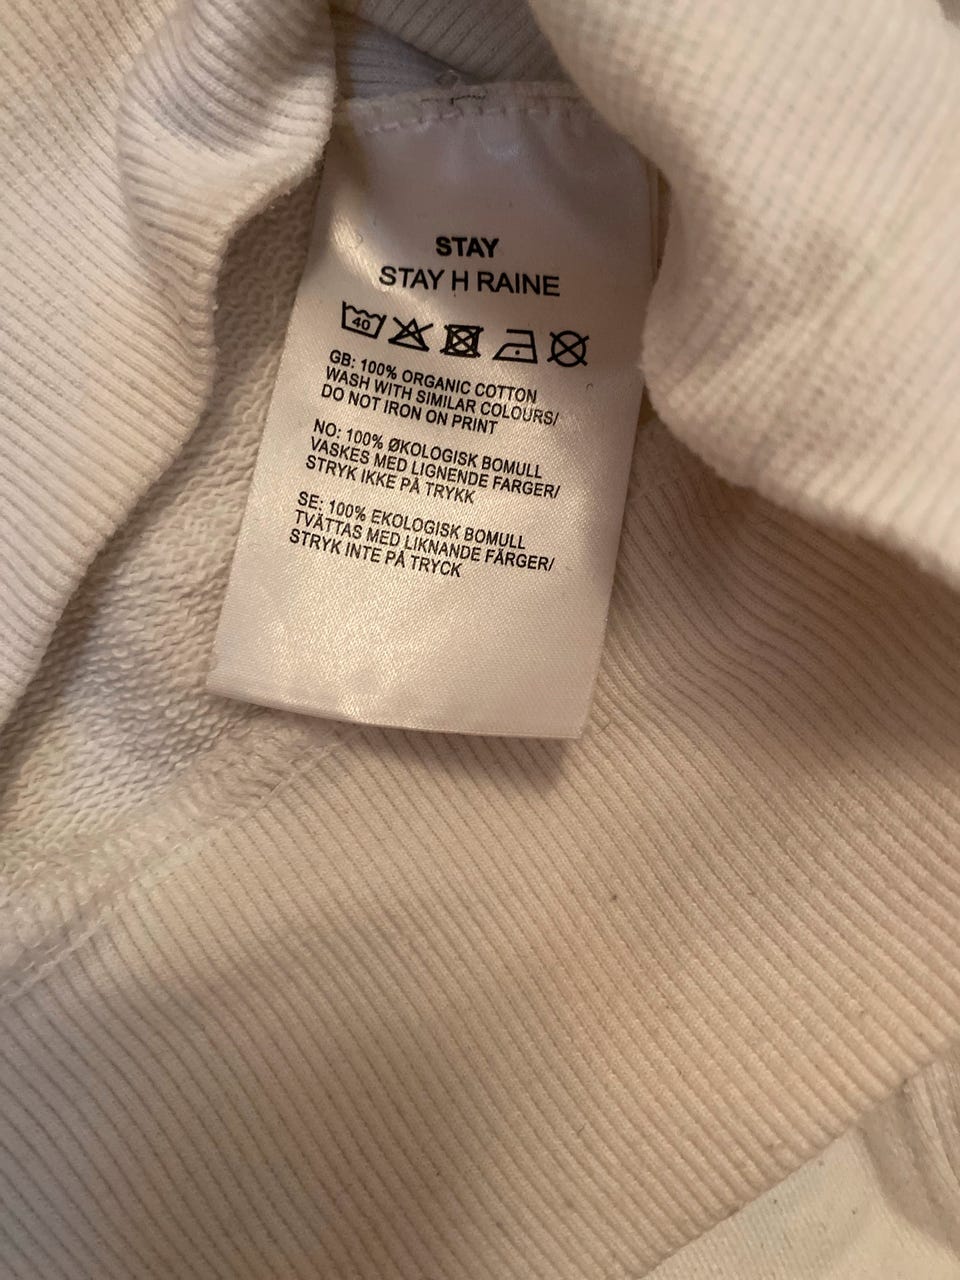 STAY
STAY H RAINE
40
GB: 100% ORGANIC COTTON
WASH WITH SIMILAR COLOURS/
DO NOT IRON ON PRINT
NO: 100% ØKOLOGISK BOMULL
VASKES MED LIGNENDE FARGER/
STRYK IKKE PÅ TRYKK
SE: 100% EKOLOGISK BOMULL
TVÄTTAS MED LIKNANDE FÄRGER/
STRYK INTE PÅ TRYCK